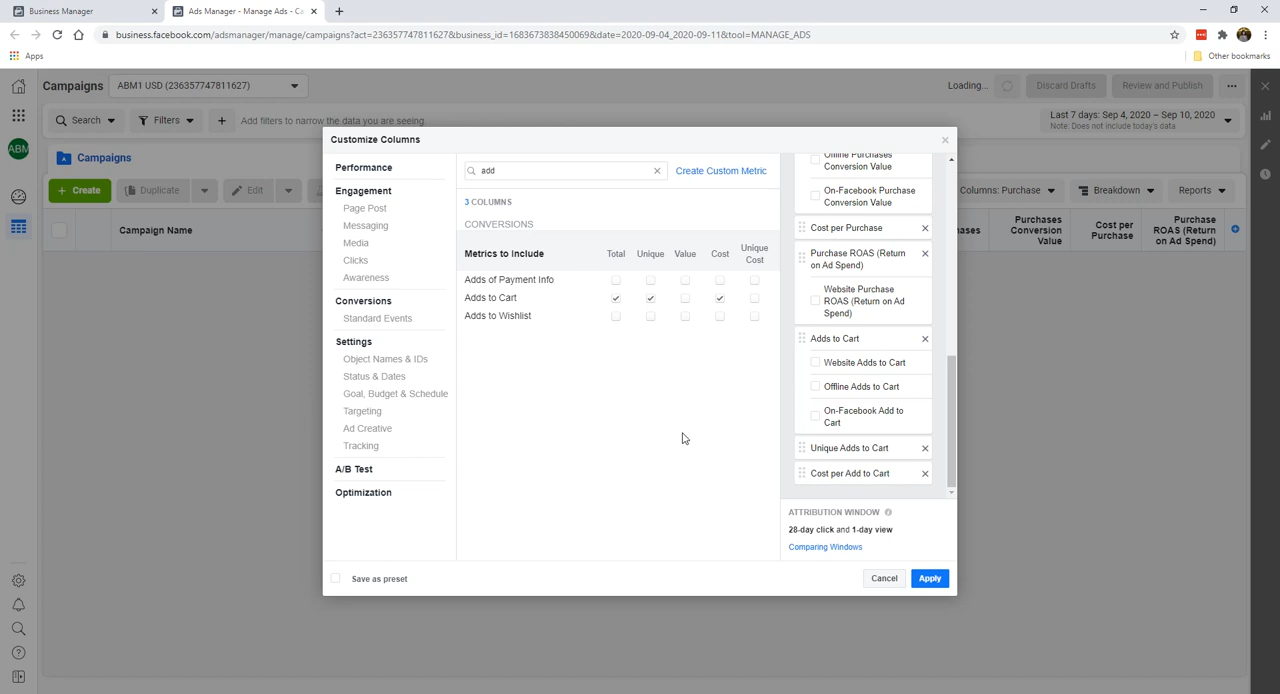 Business Manager
Ads Manager - Manage Ads - Ca
business.facebook.com/adsmanager/manage/campaigns?act=236357747811627&business_id=1683673838450069&date=2020-09-04_2020-09-11&tool=MANAGE_ADS
Apps
Other bookmarks
Campaigns
ABM1 USD (236357747811627)
Loading...
Discard Drafts
Review and Publish
Search
Filters
Add filters to narrow the data you are seeing
Last 7 days: Sep 4, 2020 – Sep 10, 2020
Note: Does not include today's data
ABM
Campaigns
+ Create
Duplicate
Edit
Columns: Purchase
Breakdown
Reports
Campaign Name
ases
Purchases
Conversion
Value
Cost per
Purchase
Purchase
ROAS (Return
on Ad Spend)
Customize Columns
Performance
Engagement
Page Post
Messaging
Media
Clicks
Awareness
Conversions
Standard Events
Settings
Object Names & IDs
Status & Dates
Goal, Budget & Schedule
Targeting
Ad Creative
Tracking
A/B Test
Optimization
add
Create Custom Metric
3 COLUMNS
CONVERSIONS
Metrics to Include
Total
Unique
Value
Cost
Unique
Cost
Adds of Payment Info
Adds to Cart
Adds to Wishlist
Offline Purchases
Conversion Value
On-Facebook Purchase
Conversion Value
Cost per Purchase
Purchase ROAS (Return
on Ad Spend)
Website Purchase
ROAS (Return on Ad
Spend)
Adds to Cart
Website Adds to Cart
Offline Adds to Cart
On-Facebook Add to
Cart
Unique Adds to Cart
Cost per Add to Cart
ATTRIBUTION WINDOW
28-day click and 1-day view
Comparing Windows
Save as preset
Cancel
Apply